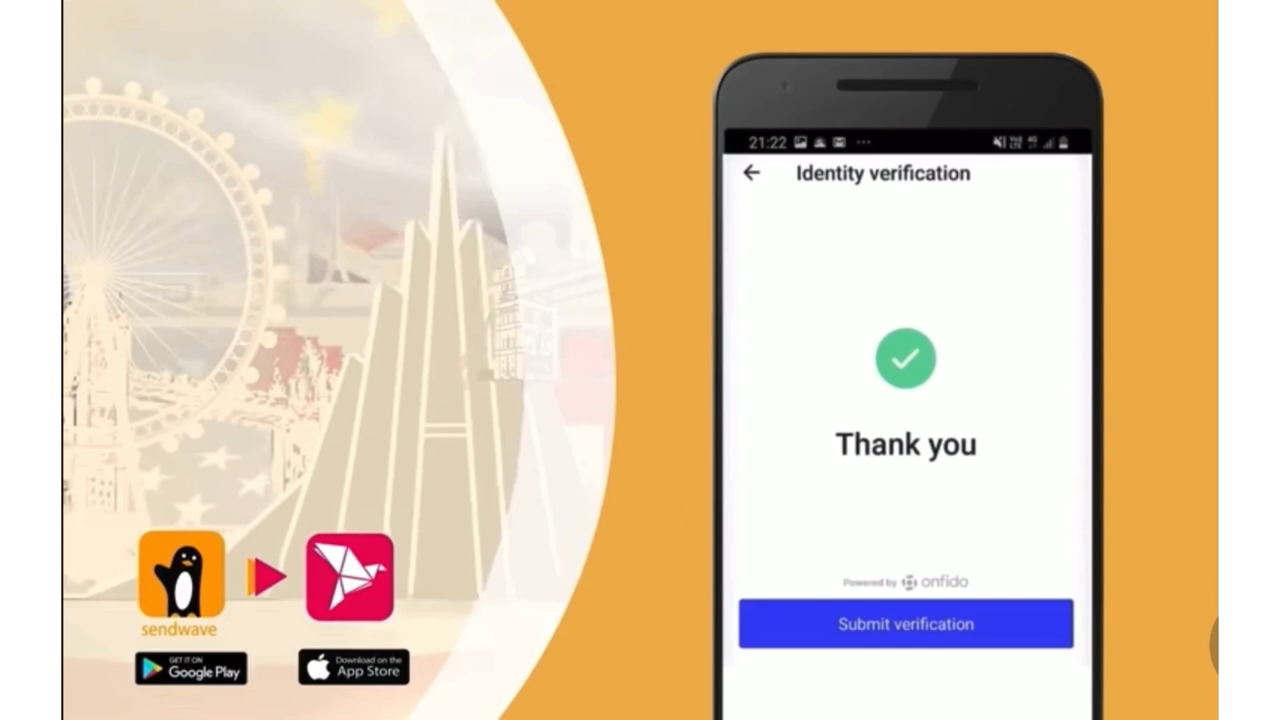 21:22
Identity verification
Thank you
Powered by onfido
Submit verification
sendwave
GET IT ON
Google Play
Download on the
App Store